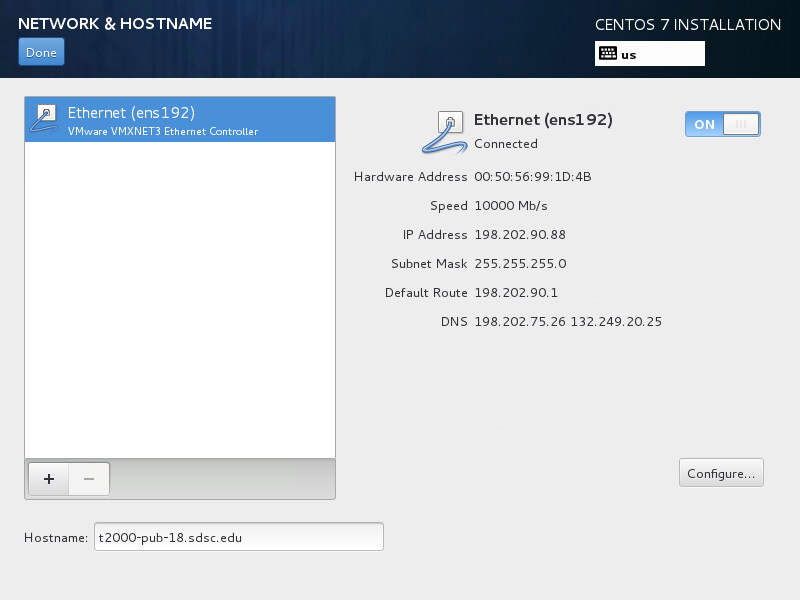 NETWORK & HOSTNAME
CENTOS 7 INSTALLATION
Done
us
Ethernet (ens192)
VMware VMXNET3 Ethernet Controller
Ethernet (ens192)
Connected
ON
Hardware Address 00:50:56:99:1D:4B
Speed 10000 Mb/s
IP Address 198.202.90.88
Subnet Mask 255.255.255.0
Default Route 198.202.90.1
DNS 198.202.75.26 132.249.20.25
+ −
Configure...
Hostname: t2000-pub-18.sdsc.edu